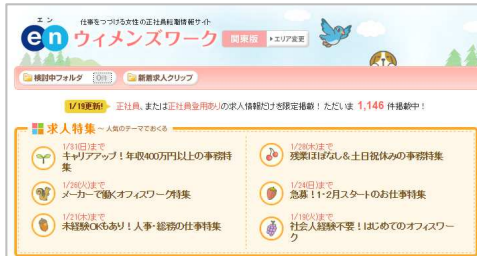 エン
仕事をつづける女性の正社員転職情報サイト
en ウィメンズワーク 関東版 エリア変更
検討中フォルダ 0件 新着求人クリップ
1/19更新! 正社員、または正社員登用ありの求人情報だけを限定掲載！ただいま 1,146 件掲載中！
求人特集 ~ 人気のテーマでおくる
1/31(日)まで
キャリアアップ！年収400万円以上の事務特
集
1/28(木)まで
残業ほぼなし&土日祝休みの事務特集
1/26(火)まで
メーカーで働くオフィスワーク特集
1/24(日)まで
急募！1・2月スタートのお仕事特集
1/21(木)まで
未経験OKもあり！人事・総務の仕事特集
1/19(火)まで
社会人経験不要！はじめてのオフィスワー
ク